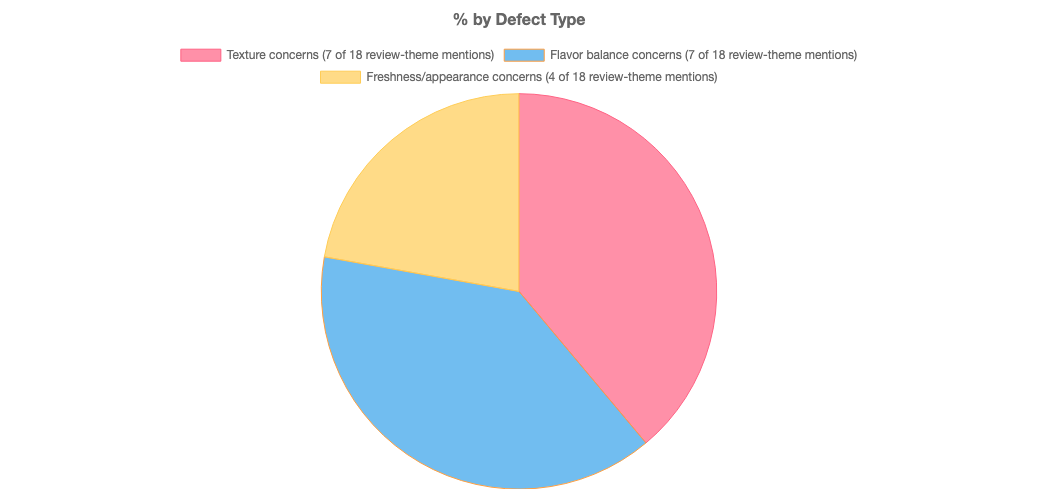 % by Defect Type
Texture concerns (7 of 18 review-theme mentions) Flavor balance concerns (7 of 18 review-theme mentions)
Freshness/appearance concerns (4 of 18 review-theme mentions)